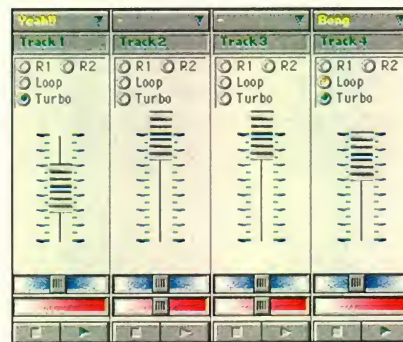 Yeah!!
Track 1
R1 R2
Loop
Turbo
-
Track 2
R1 R2
Loop
Turbo
-
Track 3
R1 R2
Loop
Turbo
Bong
Track 4
R1 R2
Loop
Turbo